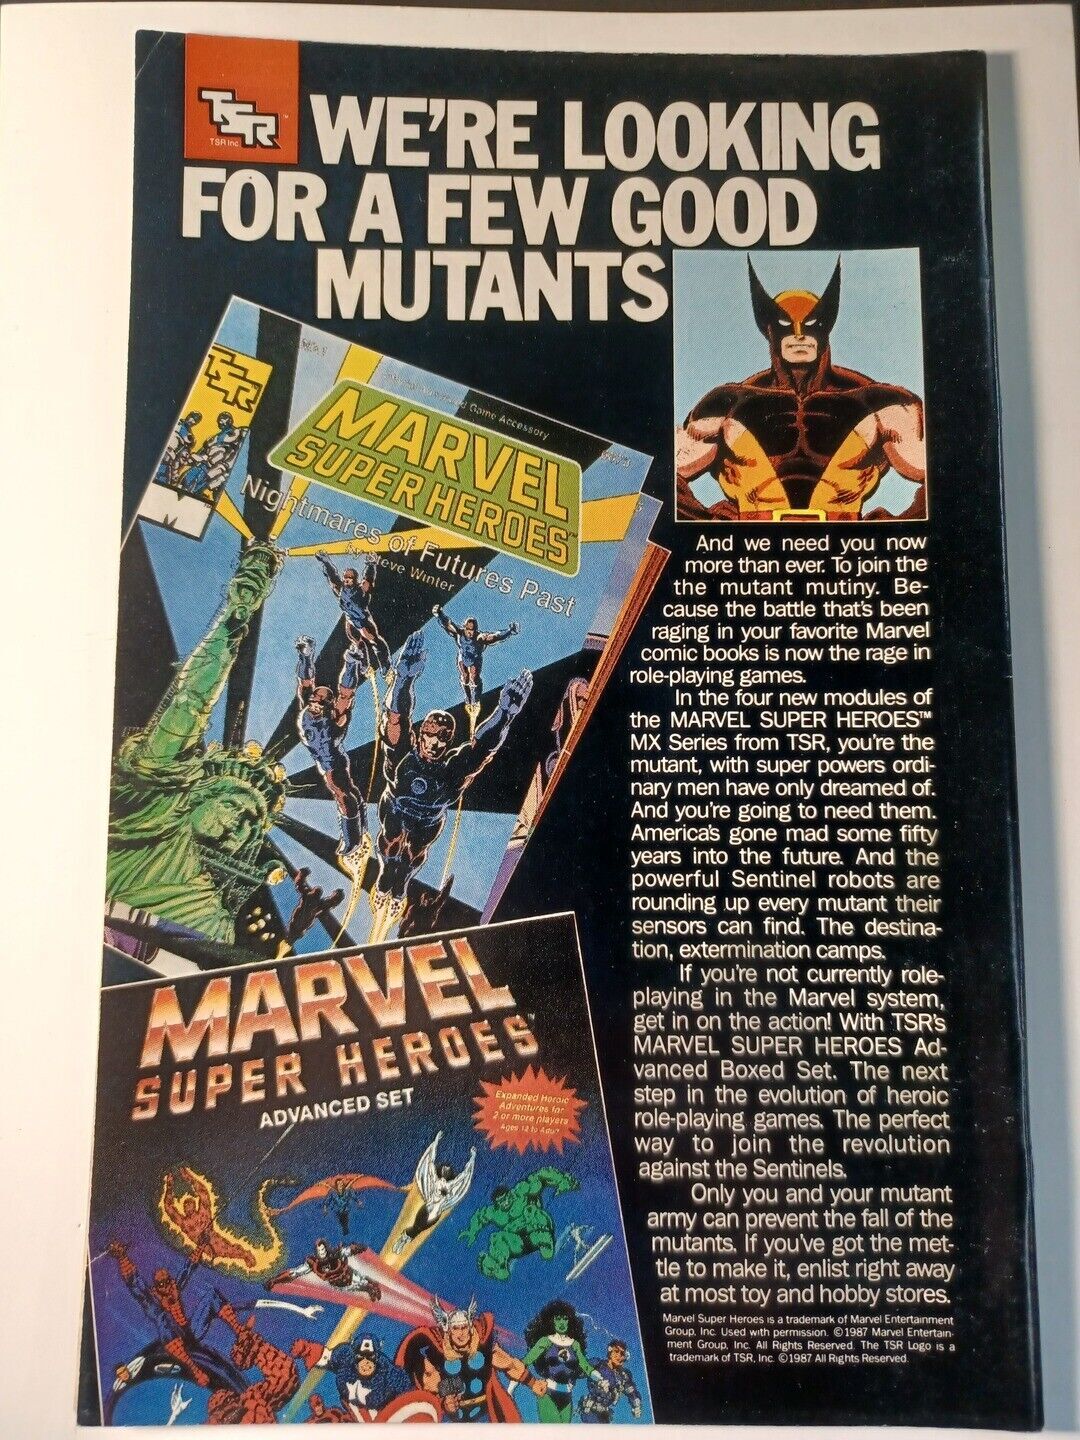 TSR
TSR Inc
WE'RE LOOKING
FOR A FEW GOOD
MUTANTS
TSR
Game Accessory
MARVEL
SUPER HEROES
Nightmares of Futures Past
by Steve Winter
M
And we need you now
more than ever. To join the
the mutant mutiny. Be-
cause the battle that's been
raging in your favorite Marvel
comic books is now the rage in
role-playing games.
In the four new modules of
the MARVEL SUPER HEROES™
MX Series from TSR, you're the
mutant, with super powers ordi-
nary men have only dreamed of.
And you're going to need them.
America's gone mad some fifty
years into the future. And the
powerful Sentinel robots are
rounding up every mutant their
sensors can find. The destina-
tion, extermination camps.
If you're not currently role-
playing in the Marvel system,
get in on the action! With TSR's
MARVEL SUPER HEROES Ad-
vanced Boxed Set. The next
step in the evolution of heroic
role-playing games. The perfect
way to join the revolution
against the Sentinels.
Only you and your mutant
army can prevent the fall of the
mutants. If you've got the met-
tle to make it, enlist right away
at most toy and hobby stores.
Marvel Super Heroes is a trademark of Marvel Entertainment
Group, Inc. Used with permission. ©1987 Marvel Entertain-
ment Group, Inc. All Rights Reserved. The TSR Logo is a
trademark of TSR, Inc. ©1987 All Rights Reserved.
MARVEL
SUPER HEROES™
ADVANCED SET
Expanded Heroic
Adventures for
2 or more players
Ages 12 to Adult